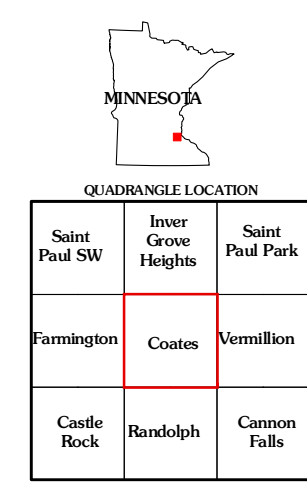 MINNESOTA
QUADRANGLE LOCATION
Saint
Paul SW
Inver
Grove
Heights
Saint
Paul Park
Farmington
Coates
Vermillion
Castle
Rock
Randolph
Cannon
Falls